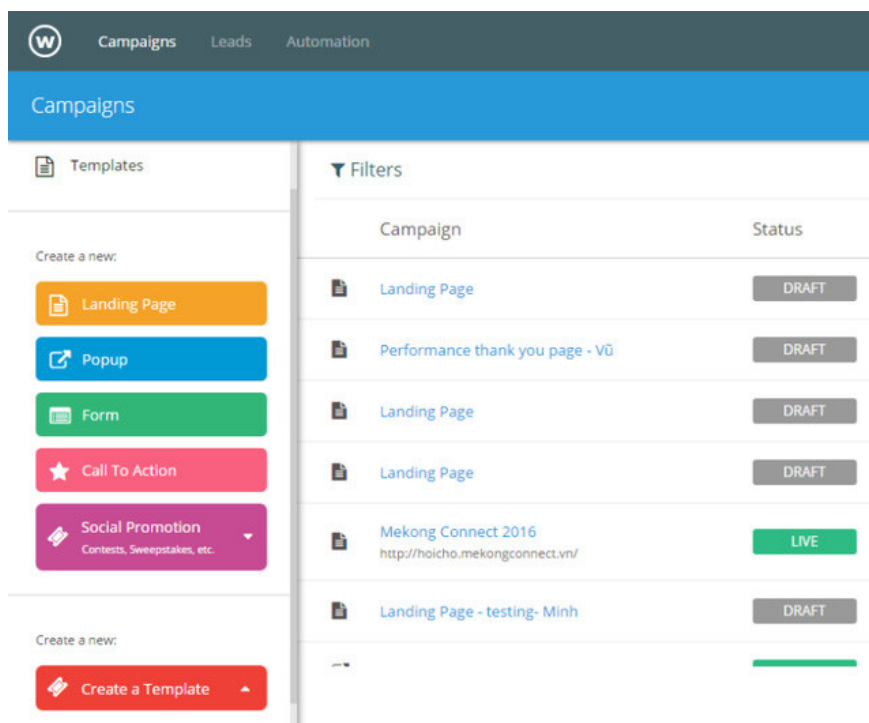 W
Campaigns Leads Automation
Campaigns
Templates
Create a new:
Landing Page
Popup
Form
Call To Action
Social Promotion
Contests, Sweepstakes, etc.
Create a new:
Create a Template
Filters
Campaign Status
Landing Page DRAFT
Performance thank you page - Vũ DRAFT
Landing Page DRAFT
Landing Page DRAFT
Mekong Connect 2016 LIVE
http://hoicho.mekongconnect.vn/
Landing Page - testing- Minh DRAFT